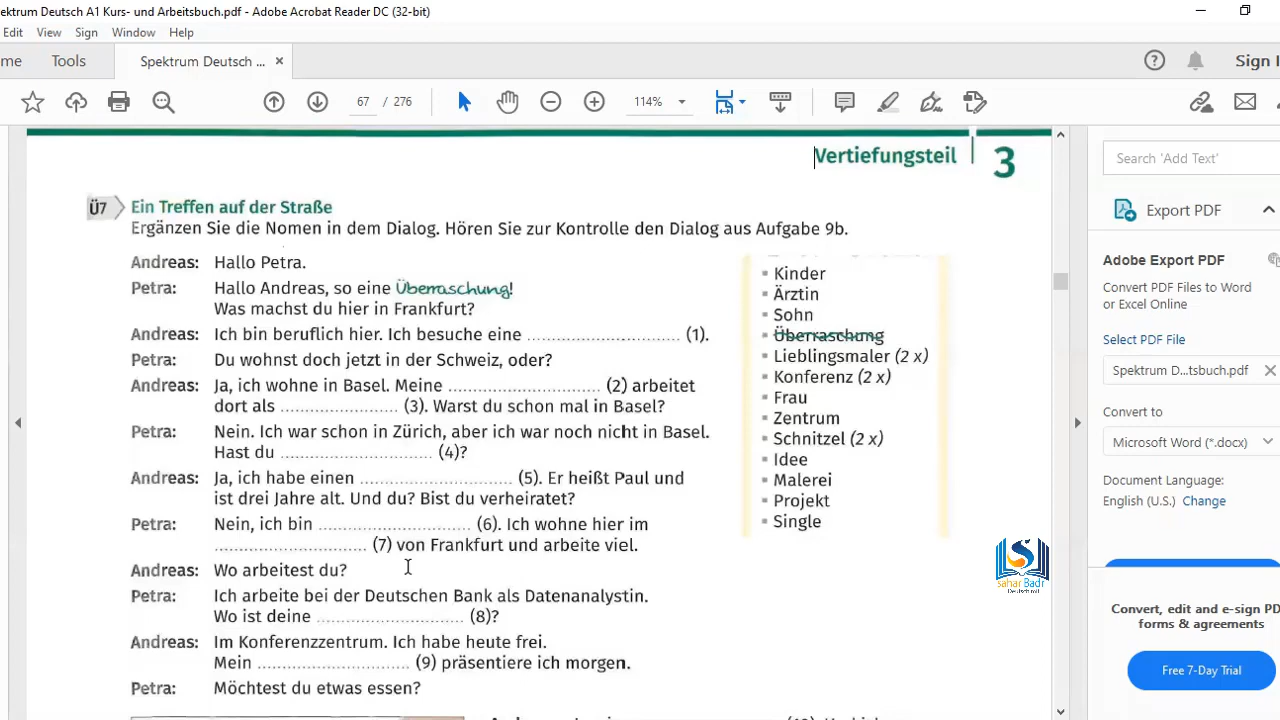 pektrum Deutsch A1 Kurs- und Arbeitsbuch.pdf - Adobe Acrobat Reader DC (32-bit)
Edit View Sign Window Help
me Tools Spektrum Deutsch ... × Sign I
67 / 276 114%
Search 'Add Text'
Vertiefungsteil 3
Export PDF
Ü7 Ein Treffen auf der Straße
Ergänzen Sie die Nomen in dem Dialog. Hören Sie zur Kontrolle den Dialog aus Aufgabe 9b.
Andreas: Hallo Petra.
Petra: Hallo Andreas, so eine Überraschung!
Was machst du hier in Frankfurt?
Andreas: Ich bin beruflich hier. Ich besuche eine ................................ (1).
Petra: Du wohnst doch jetzt in der Schweiz, oder?
Andreas: Ja, ich wohne in Basel. Meine ................................ (2) arbeitet
dort als ......................... (3). Warst du schon mal in Basel?
Petra: Nein. Ich war schon in Zürich, aber ich war noch nicht in Basel.
Hast du ................................ (4)?
Andreas: Ja, ich habe einen ................................ (5). Er heißt Paul und
ist drei Jahre alt. Und du? Bist du verheiratet?
Petra: Nein, ich bin ................................ (6). Ich wohne hier im
................................ (7) von Frankfurt und arbeite viel.
Andreas: Wo arbeitest du?
Petra: Ich arbeite bei der Deutschen Bank als Datenanalystin.
Wo ist deine ................................ (8)?
Andreas: Im Konferenzzentrum. Ich habe heute frei.
Mein ................................ (9) präsentiere ich morgen.
Petra: Möchtest du etwas essen?
Kinder
Ärztin
Sohn
Überraschung
Lieblingsmaler (2 x)
Konferenz (2 x)
Frau
Zentrum
Schnitzel (2 x)
Idee
Malerei
Projekt
Single
sahar Badr
Deutsch mit
Adobe Export PDF
Convert PDF Files to Word
or Excel Online
Select PDF File
Spektrum D...tsbuch.pdf
Convert to
Microsoft Word (*.docx)
Document Language:
English (U.S.) Change
Convert, edit and e-sign PD
forms & agreements
Free 7-Day Trial